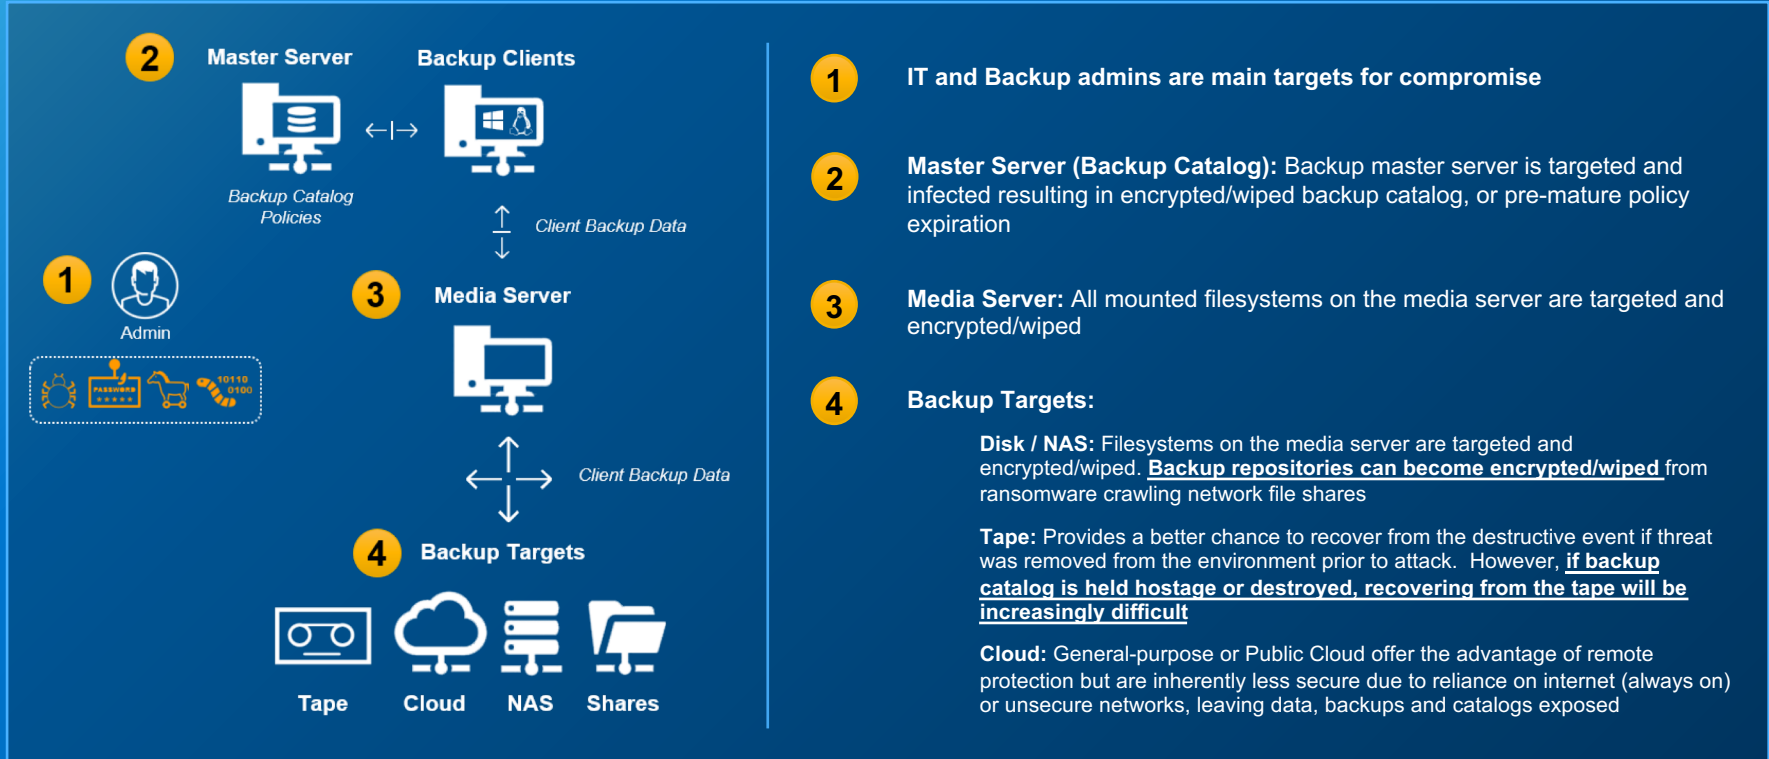 2
Master Server
Backup Clients
Backup Catalog
Policies
Client Backup Data
1
Admin
PASSWORD
*****
10110
0100
3
Media Server
Client Backup Data
4
Backup Targets
Tape
Cloud
NAS
Shares
1
IT and Backup admins are main targets for compromise
2
Master Server (Backup Catalog): Backup master server is targeted and
infected resulting in encrypted/wiped backup catalog, or pre-mature policy
expiration
3
Media Server: All mounted filesystems on the media server are targeted and
encrypted/wiped
4
Backup Targets:
Disk / NAS: Filesystems on the media server are targeted and
encrypted/wiped. Backup repositories can become encrypted/wiped from
ransomware crawling network file shares
Tape: Provides a better chance to recover from the destructive event if threat
was removed from the environment prior to attack.  However, if backup
catalog is held hostage or destroyed, recovering from the tape will be
increasingly difficult
Cloud: General-purpose or Public Cloud offer the advantage of remote
protection but are inherently less secure due to reliance on internet (always on)
or unsecure networks, leaving data, backups and catalogs exposed